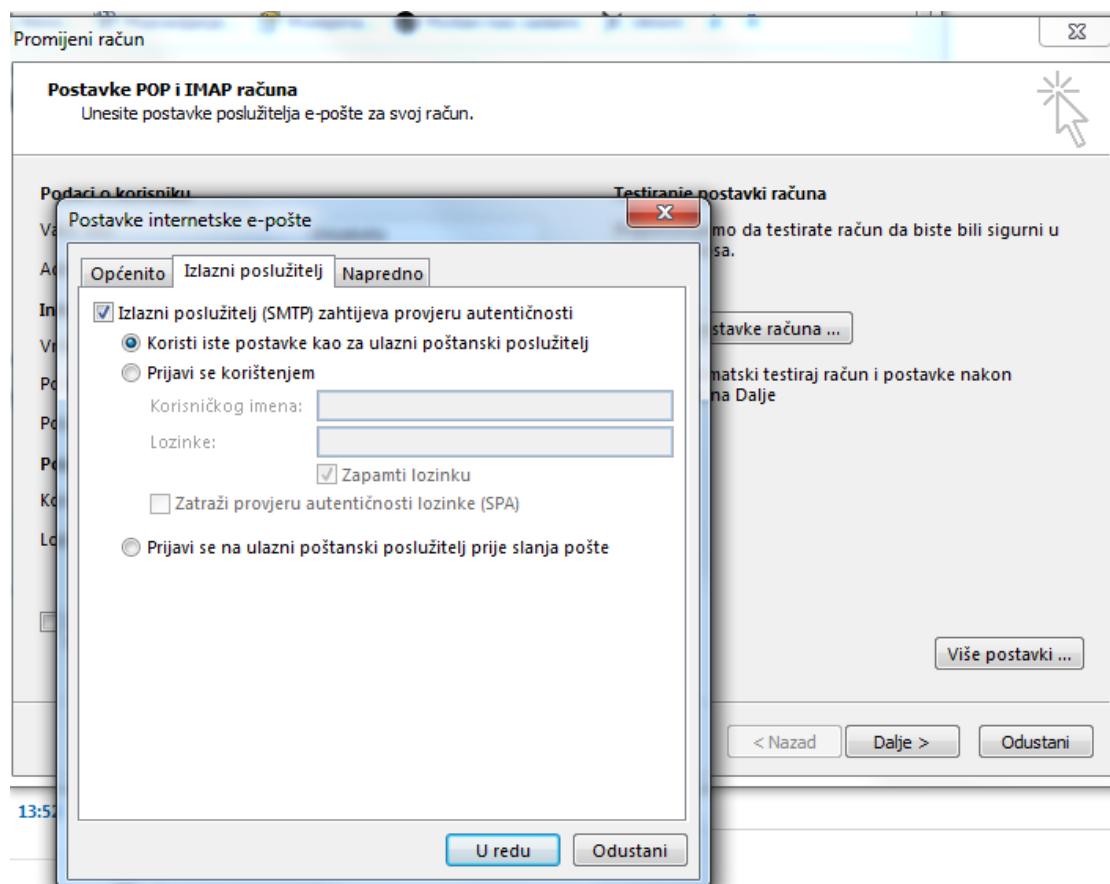 Promijeni račun
Postavke POP i IMAP računa
Unesite postavke poslužitelja e-pošte za svoj račun.
Podaci o korisniku
Testiranje postavki računa
Postavke internetske e-pošte
mo da testirate račun da biste bili sigurni u
sa.
Općenito
Izlazni poslužitelj
Napredno
Izlazni poslužitelj (SMTP) zahtijeva provjeru autentičnosti
Koristi iste postavke kao za ulazni poštanski poslužitelj
Prijavi se korištenjem
Korisničkog imena:
Lozinke:
Zapamti lozinku
Zatraži provjeru autentičnosti lozinke (SPA)
Prijavi se na ulazni poštanski poslužitelj prije slanja pošte
stavke računa ...
matski testiraj račun i postavke nakon
na Dalje
Više postavki ...
< Nazad
Dalje >
Odustani
13:52
U redu
Odustani